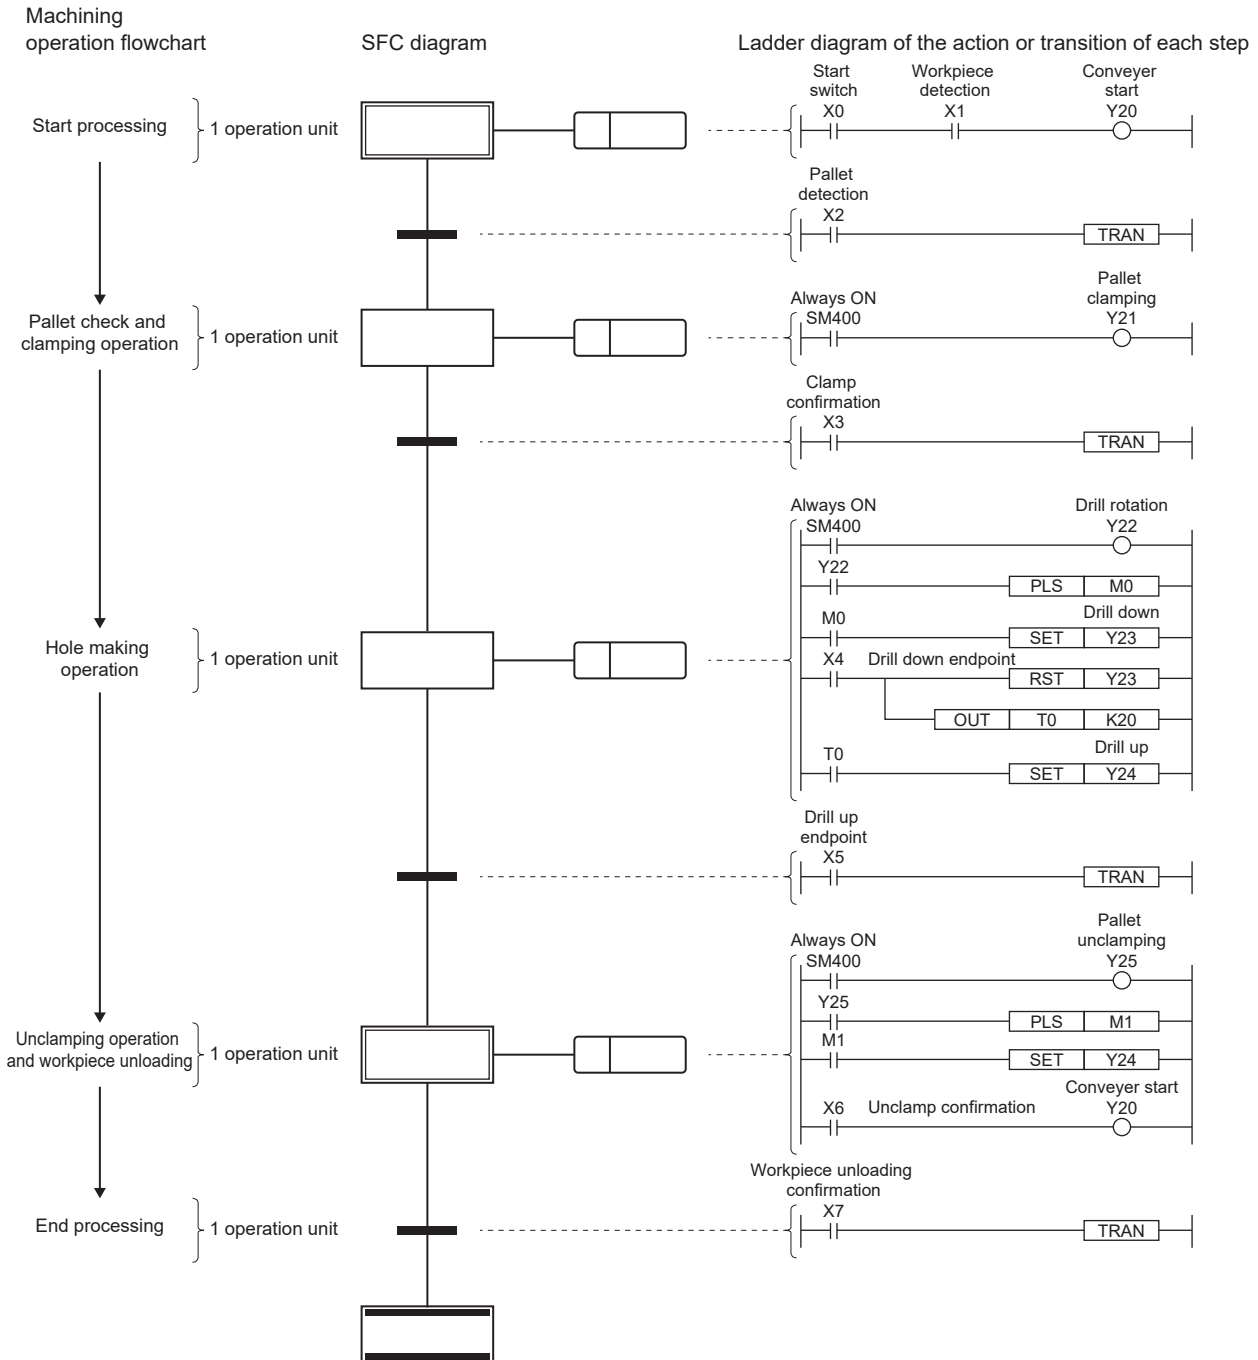 Machining
operation flowchart
SFC diagram
Ladder diagram of the action or transition of each step
Start processing
1 operation unit
Start
switch
X0
Workpiece
detection
X1
Conveyer
start
Y20
Pallet
detection
X2
TRAN
Pallet check and
clamping operation
1 operation unit
Always ON
SM400
Pallet
clamping
Y21
Clamp
confirmation
X3
TRAN
Hole making
operation
1 operation unit
Always ON
SM400
Drill rotation
Y22
Y22
PLS M0
Drill down
M0
SET Y23
X4 Drill down endpoint
RST Y23
OUT T0 K20
Drill up
T0
SET Y24
Drill up
endpoint
X5
TRAN
Unclamping operation
and workpiece unloading
1 operation unit
Always ON
SM400
Pallet
unclamping
Y25
Y25
PLS M1
M1
SET Y24
Conveyer start
X6 Unclamp confirmation Y20
End processing
1 operation unit
Workpiece unloading
confirmation
X7
TRAN